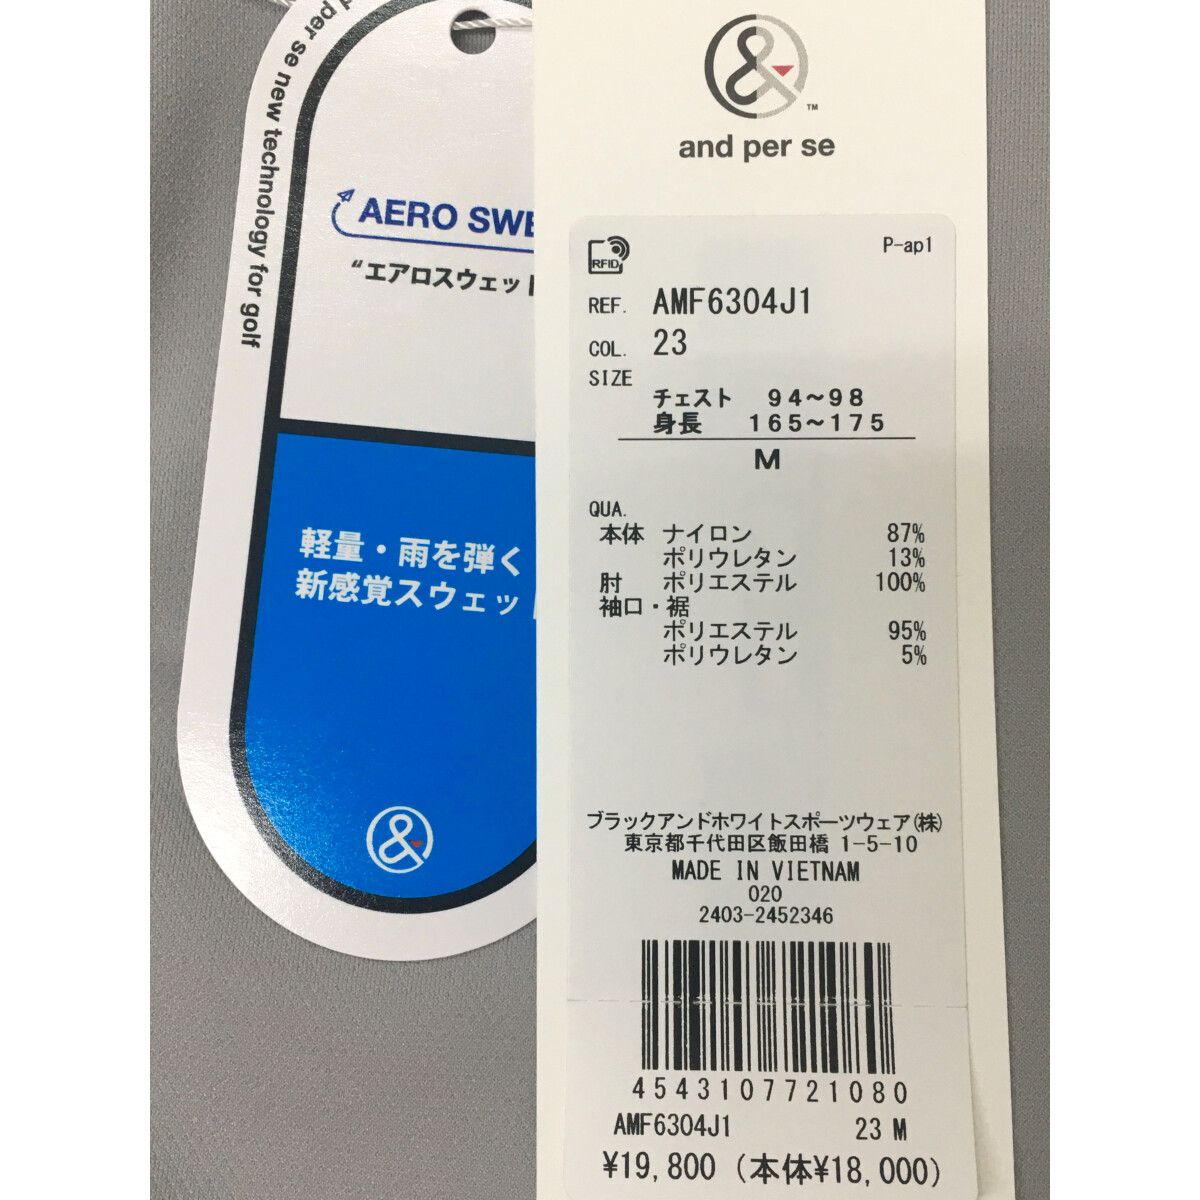 per se new technology for golf
AERO
"エアロスウェット
軽量・雨を弾く
新感覚スウェット
&
& ™
and per se
RFID
P-ap1
REF. AMF6304J1
COL. 23
SIZE
チェスト 94~98
身長 165~175
M
QUA.
本体 ナイロン 87%
ポリウレタン 13%
肘 ポリエステル 100%
袖口・裾
ポリエステル 95%
ポリウレタン 5%
ブラックアンドホワイトスポーツウェア(株)
東京都千代田区飯田橋 1-5-10
MADE IN VIETNAM
020
2403-2452346
4543107721080
AMF6304J1 23 M
¥19,800 (本体¥18,000)